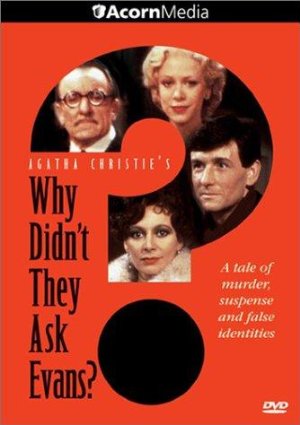 AcornMedia
AGATHA CHRISTIE'S
Why
Didn't
They
Ask
Evans?
A tale of
murder,
suspense
and false
identities
DVD